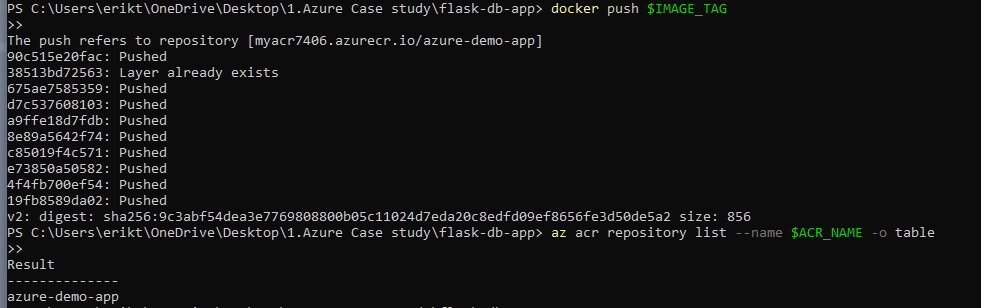 PS C:\Users\erikt\OneDrive\Desktop\1.Azure Case study\flask-db-app> docker push $IMAGE_TAG
>>
The push refers to repository [myacr7406.azurecr.io/azure-demo-app]
90c515e20fac: Pushed
38513bd72563: Layer already exists
675ae7585359: Pushed
d7c537608103: Pushed
a9ffe18d7fdb: Pushed
8e89a5642f74: Pushed
c85019f4c571: Pushed
e73850a50582: Pushed
4f4fb700ef54: Pushed
19fb8589da02: Pushed
v2: digest: sha256:9c3abf54dea3e7769808800b05c11024d7eda20c8edfd09ef8656fe3d50de5a2 size: 856
PS C:\Users\erikt\OneDrive\Desktop\1.Azure Case study\flask-db-app> az acr repository list --name $ACR_NAME -o table
>>
Result
--------------
azure-demo-app